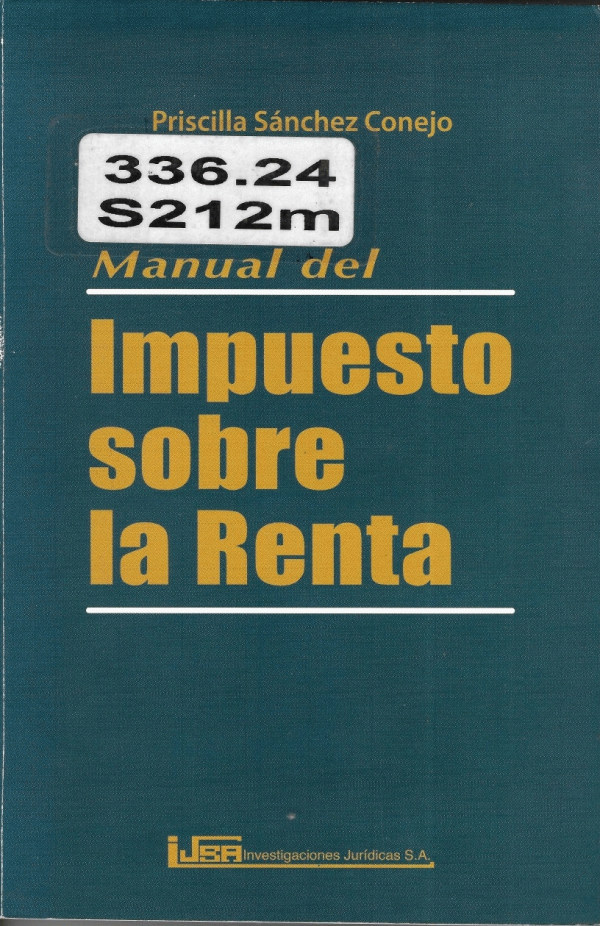 Priscilla Sánchez Conejo
336.24
S212m
Manual del
Impuesto
sobre
la Renta
IJSA Investigaciones Jurídicas S.A.